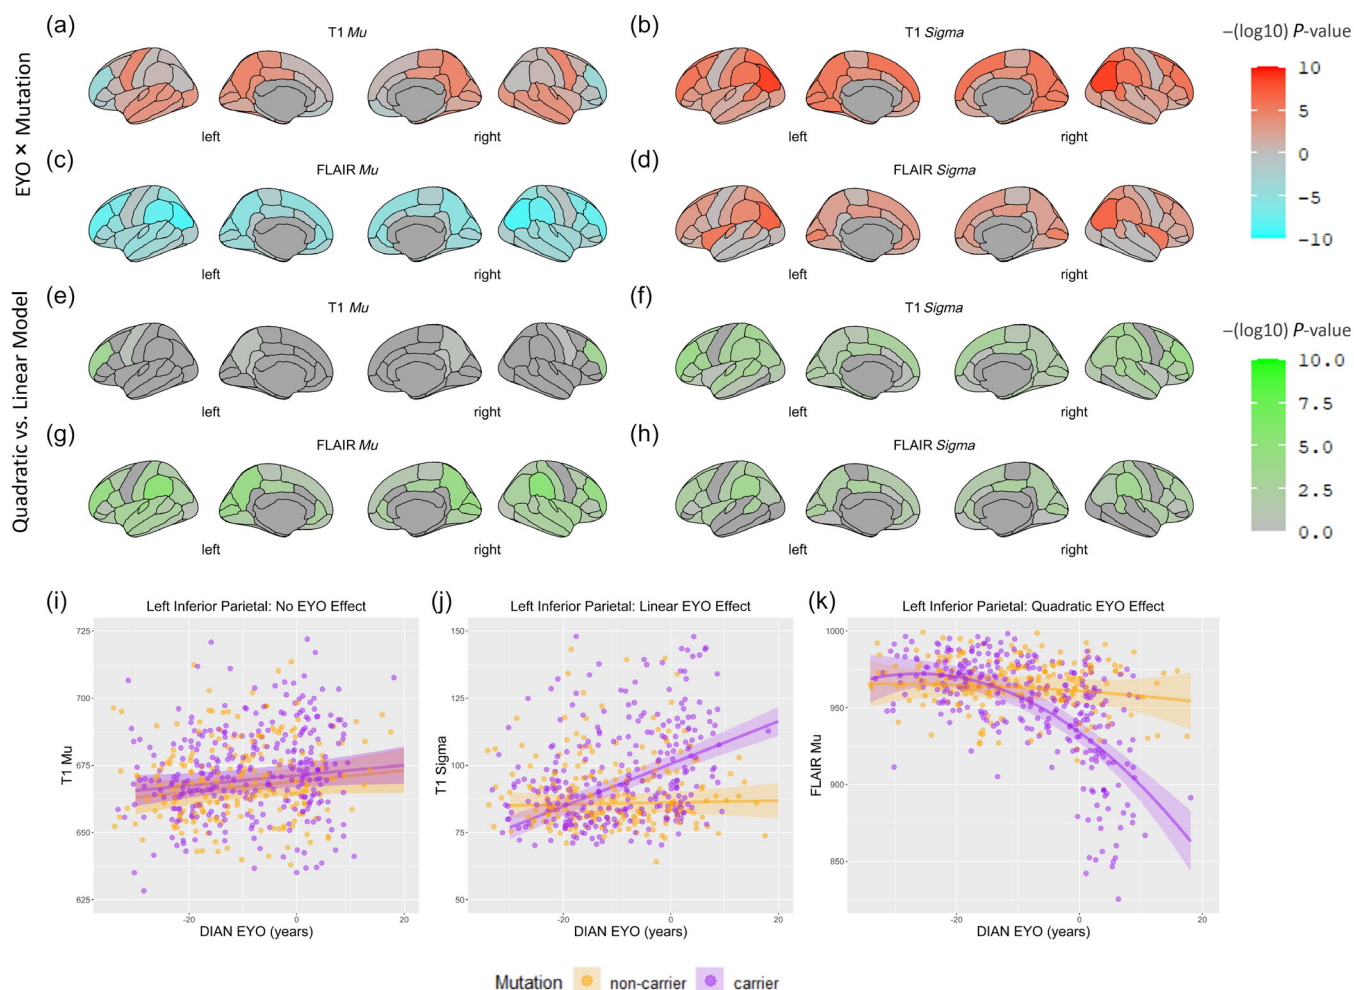 EYO × Mutation
(a)
T1 Mu
left
right
(b)
T1 Sigma
left
right
−(log10) P-value
10
5
0
−5
−10
(c)
FLAIR Mu
left
right
(d)
FLAIR Sigma
left
right
Quadratic vs. Linear Model
(e)
T1 Mu
left
right
(f)
T1 Sigma
left
right
−(log10) P-value
10.0
7.5
5.0
2.5
0.0
(g)
FLAIR Mu
left
right
(h)
FLAIR Sigma
left
right
(i)
Left Inferior Parietal: No EYO Effect
T1 Mu
725
700
675
650
625
-20
0
20
DIAN EYO (years)
(j)
Left Inferior Parietal: Linear EYO Effect
T1 Sigma
150
125
100
75
50
-20
0
20
DIAN EYO (years)
(k)
Left Inferior Parietal: Quadratic EYO Effect
FLAIR Mu
1000
950
900
850
-20
0
20
DIAN EYO (years)
Mutation non-carrier carrier